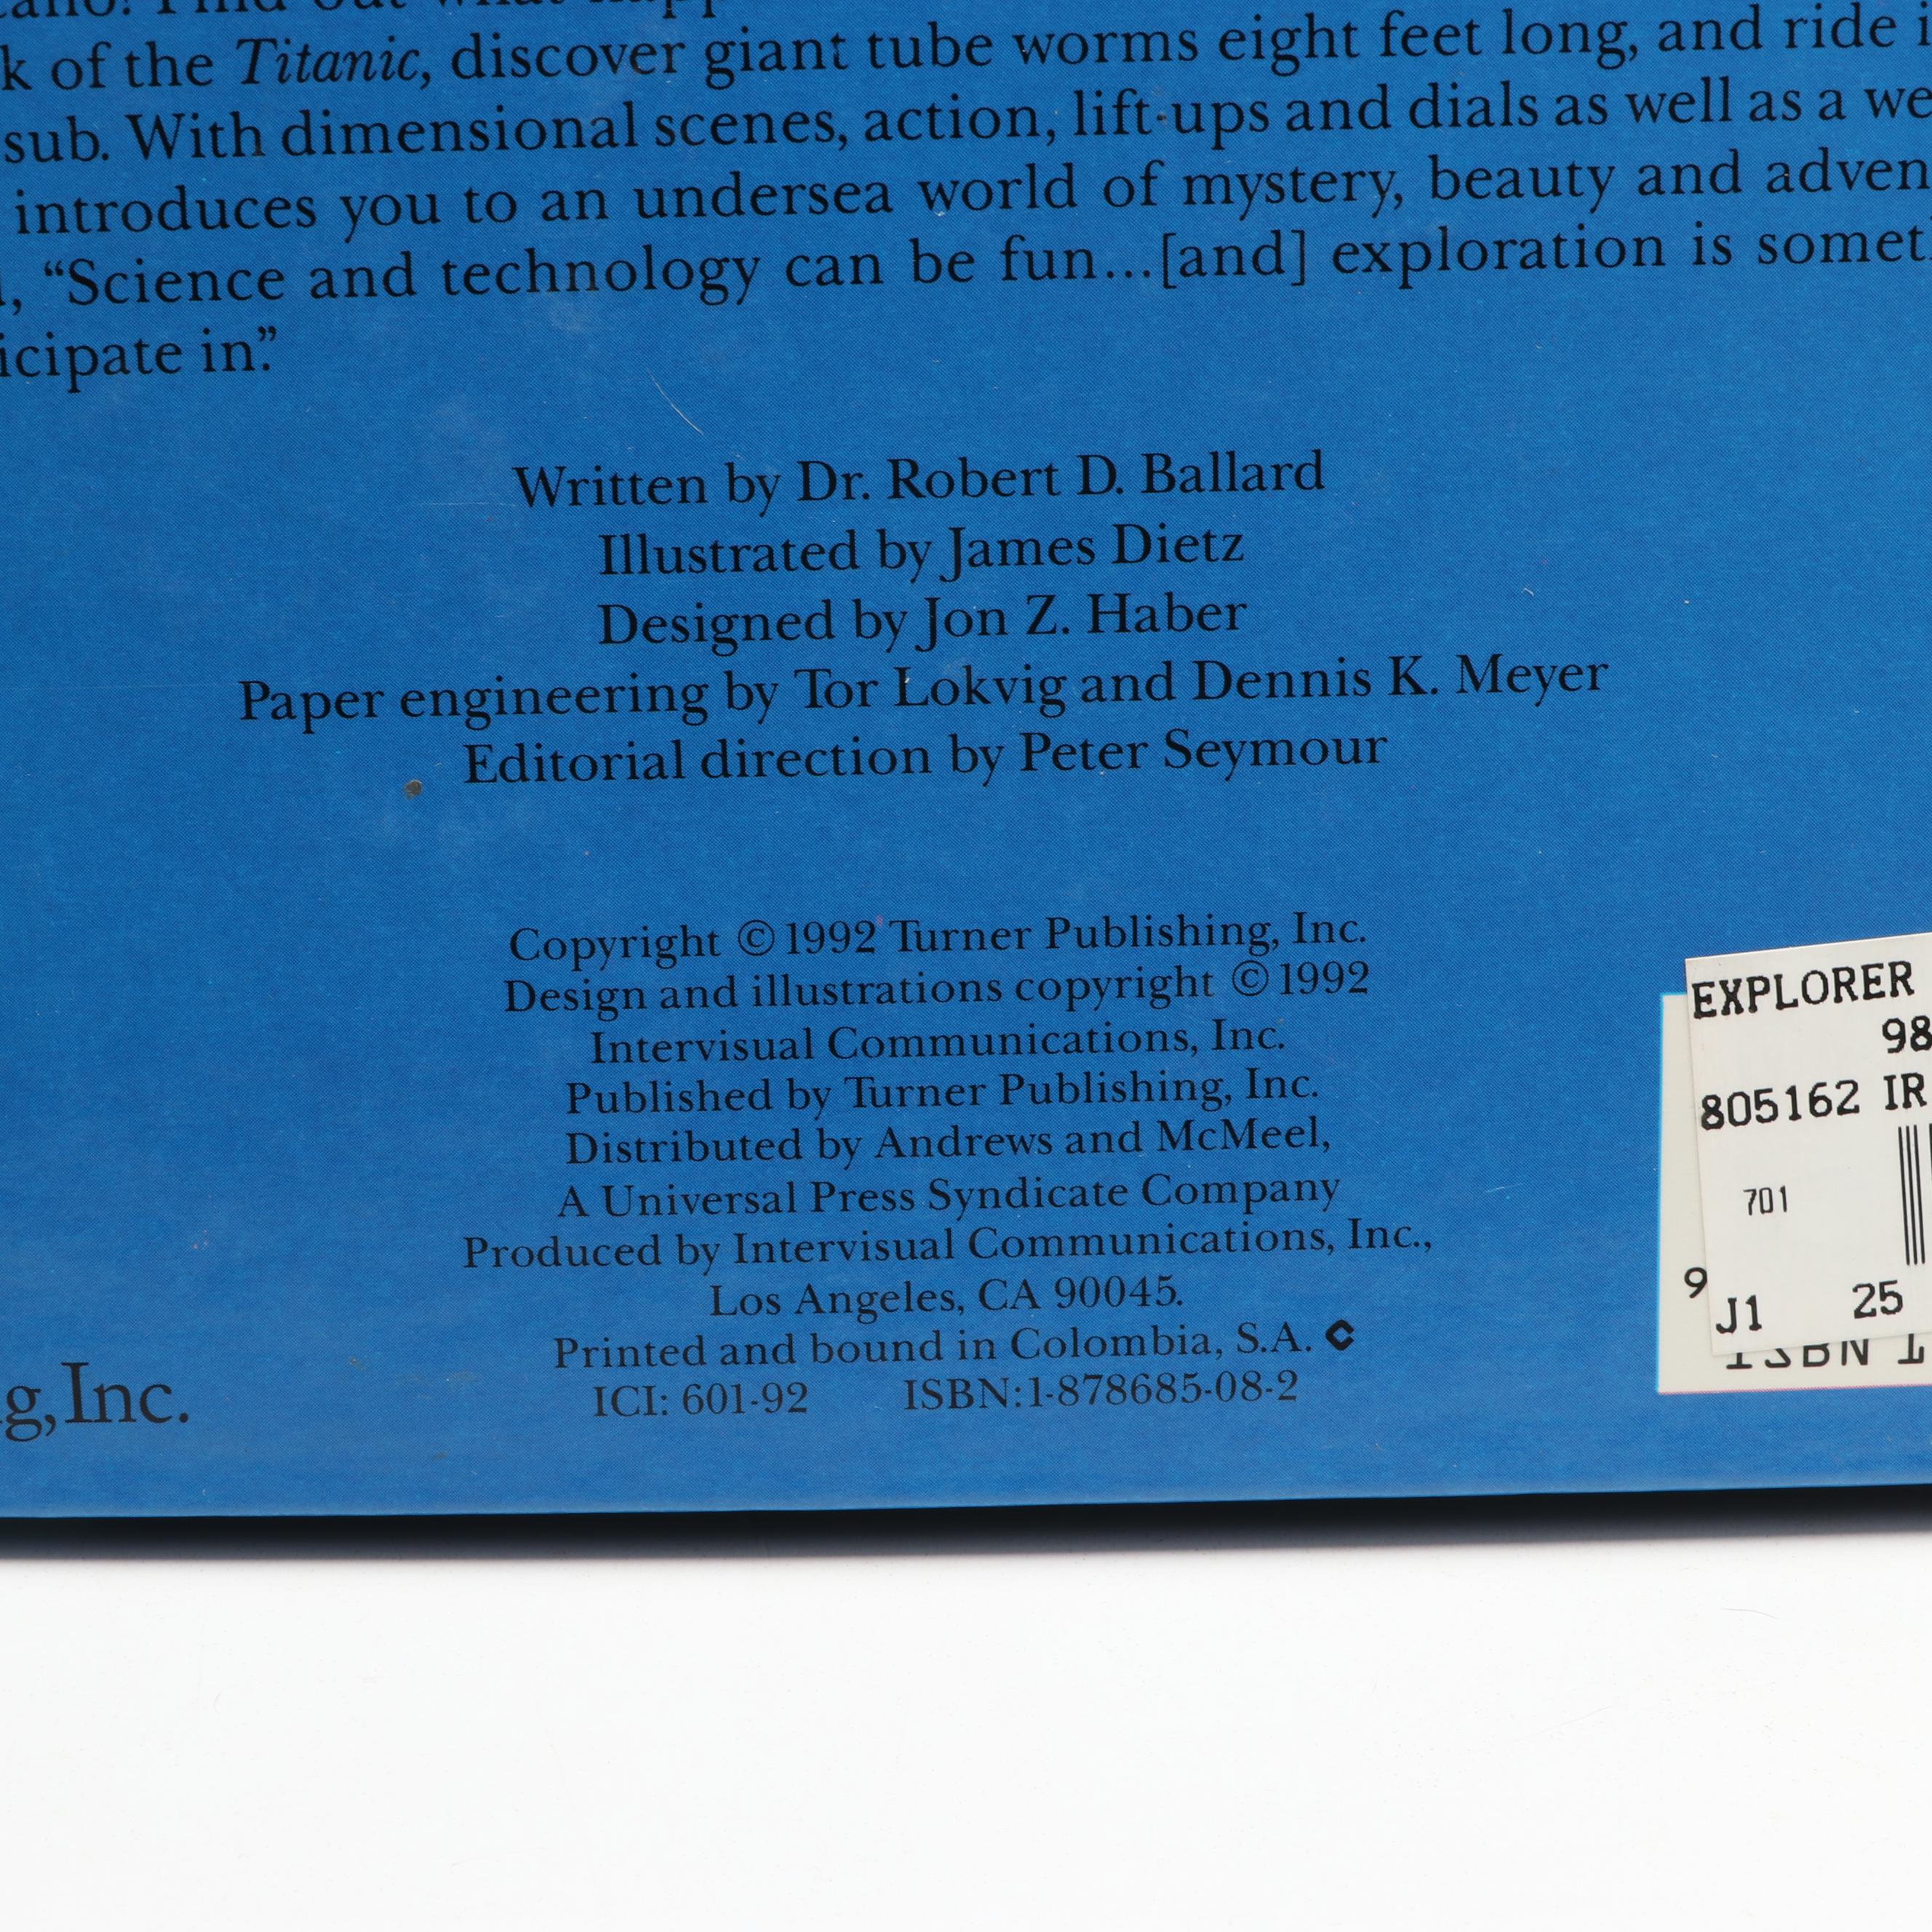 k of the Titanic, discover giant tube worms eight feet long, and ride i
sub. With dimensional scenes, action, lift-ups and dials as well as a we
introduces you to an undersea world of mystery, beauty and adven
, “Science and technology can be fun...[and] exploration is somet
icipate in.”
Written by Dr. Robert D. Ballard
Illustrated by James Dietz
Designed by Jon Z. Haber
Paper engineering by Tor Lokvig and Dennis K. Meyer
Editorial direction by Peter Seymour
Copyright ©1992 Turner Publishing, Inc.
Design and illustrations copyright ©1992
Intervisual Communications, Inc.
Published by Turner Publishing, Inc.
Distributed by Andrews and McMeel,
A Universal Press Syndicate Company
Produced by Intervisual Communications, Inc.,
Los Angeles, CA 90045.
Printed and bound in Colombia, S.A.
ICI: 601-92 ISBN:1-878685-08-2
g, Inc.
EXPLORER
98
805162 IR
701
9
J1 25
ISBN 1